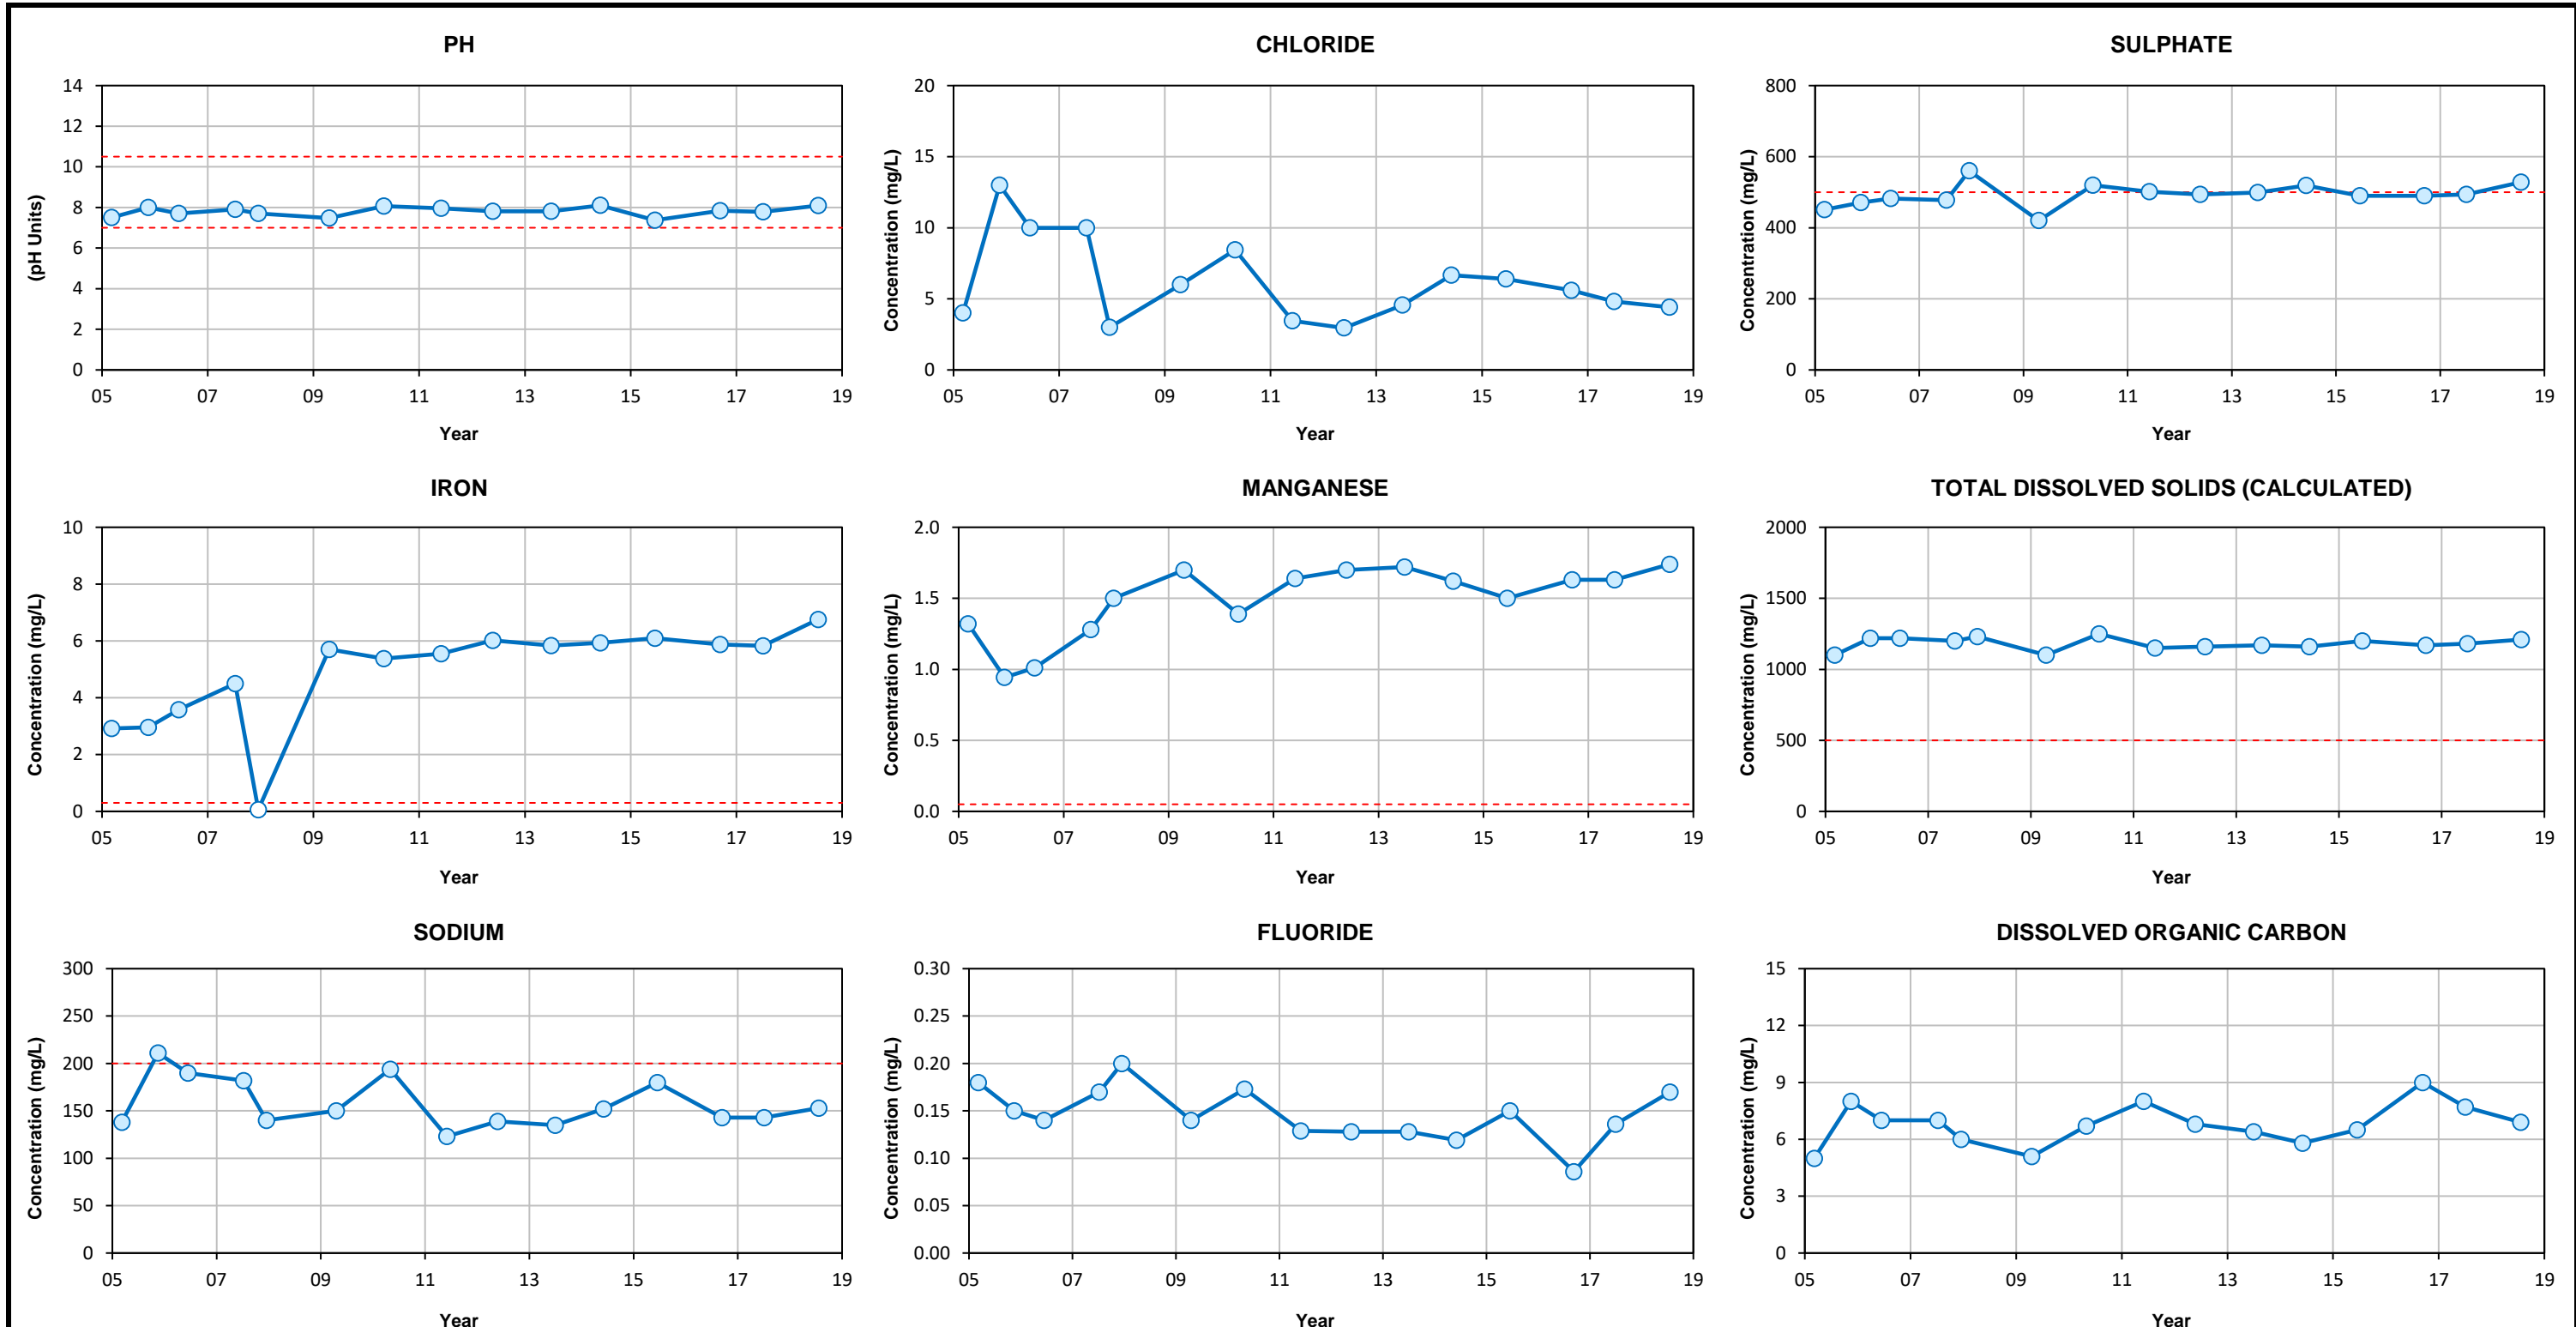 PH
CHLORIDE
SULPHATE
14
12
10
8
6
4
2
0
(pH Units)
05 07 09 11 13 15 17 19
Year
20
15
10
5
0
Concentration (mg/L)
05 07 09 11 13 15 17 19
Year
800
600
400
200
0
Concentration (mg/L)
05 07 09 11 13 15 17 19
Year
IRON
MANGANESE
TOTAL DISSOLVED SOLIDS (CALCULATED)
10
8
6
4
2
0
Concentration (mg/L)
05 07 09 11 13 15 17 19
Year
2.0
1.5
1.0
0.5
0.0
Concentration (mg/L)
05 07 09 11 13 15 17 19
Year
2000
1500
1000
500
0
Concentration (mg/L)
05 07 09 11 13 15 17 19
Year
SODIUM
FLUORIDE
DISSOLVED ORGANIC CARBON
300
250
200
150
100
50
0
Concentration (mg/L)
05 07 09 11 13 15 17 19
Year
0.30
0.25
0.20
0.15
0.10
0.05
0.00
Concentration (mg/L)
05 07 09 11 13 15 17 19
Year
15
12
9
6
3
0
Concentration (mg/L)
05 07 09 11 13 15 17 19
Year